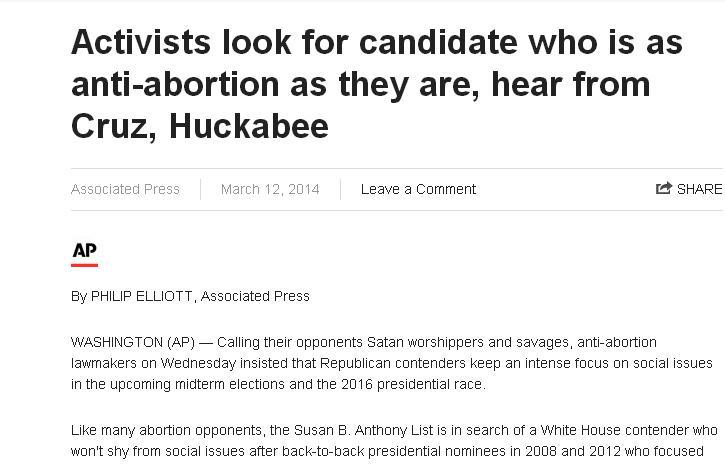 Activists look for candidate who is as
anti-abortion as they are, hear from
Cruz, Huckabee
Associated Press March 12, 2014 Leave a Comment SHARE
AP
By PHILIP ELLIOTT, Associated Press
WASHINGTON (AP) — Calling their opponents Satan worshippers and savages, anti-abortion
lawmakers on Wednesday insisted that Republican contenders keep an intense focus on social issues
in the upcoming midterm elections and the 2016 presidential race.
Like many abortion opponents, the Susan B. Anthony List is in search of a White House contender who
won't shy from social issues after back-to-back presidential nominees in 2008 and 2012 who focused